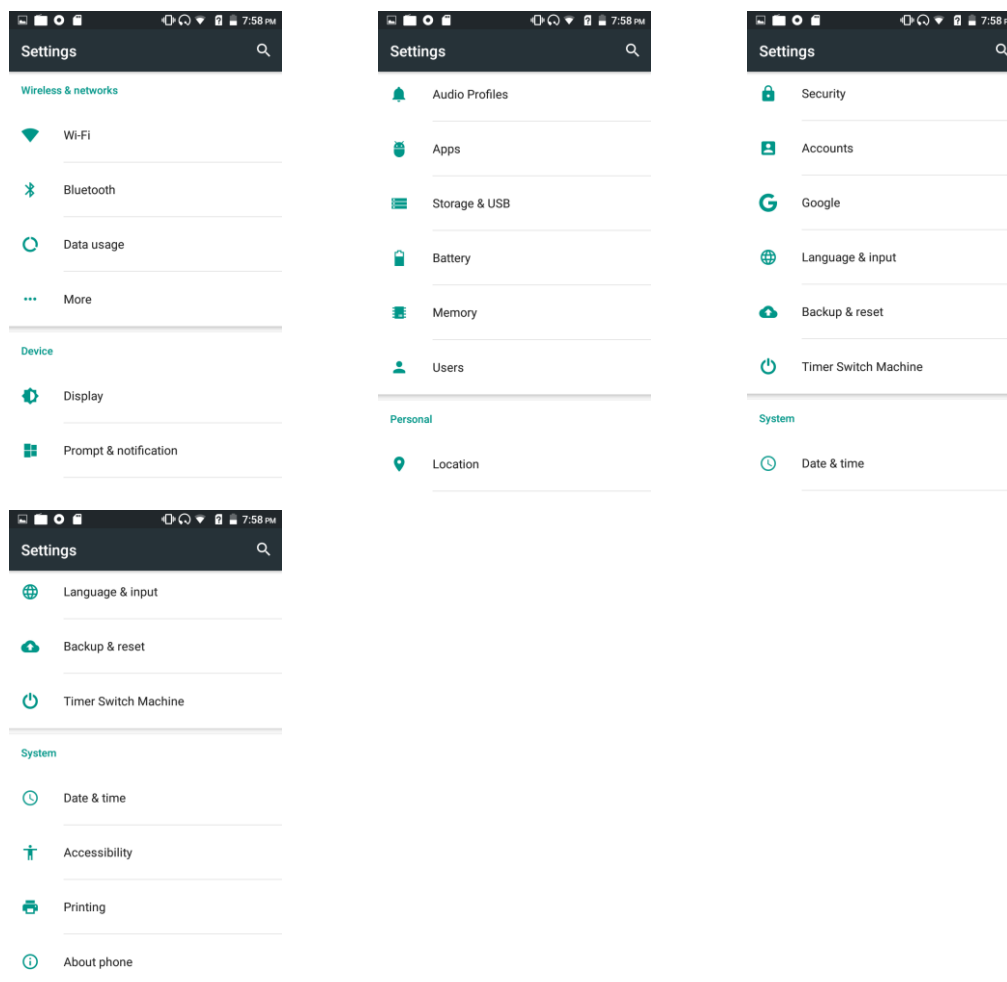 7:58 PM
Settings
Wireless & networks
Wi-Fi
Bluetooth
Data usage
More
Device
Display
Prompt & notification
7:58 PM
Settings
Audio Profiles
Apps
Storage & USB
Battery
Memory
Users
Personal
Location
7:58 P
Settings
Security
Accounts
Google
Language & input
Backup & reset
Timer Switch Machine
System
Date & time
7:58 PM
Settings
Language & input
Backup & reset
Timer Switch Machine
System
Date & time
Accessibility
Printing
About phone